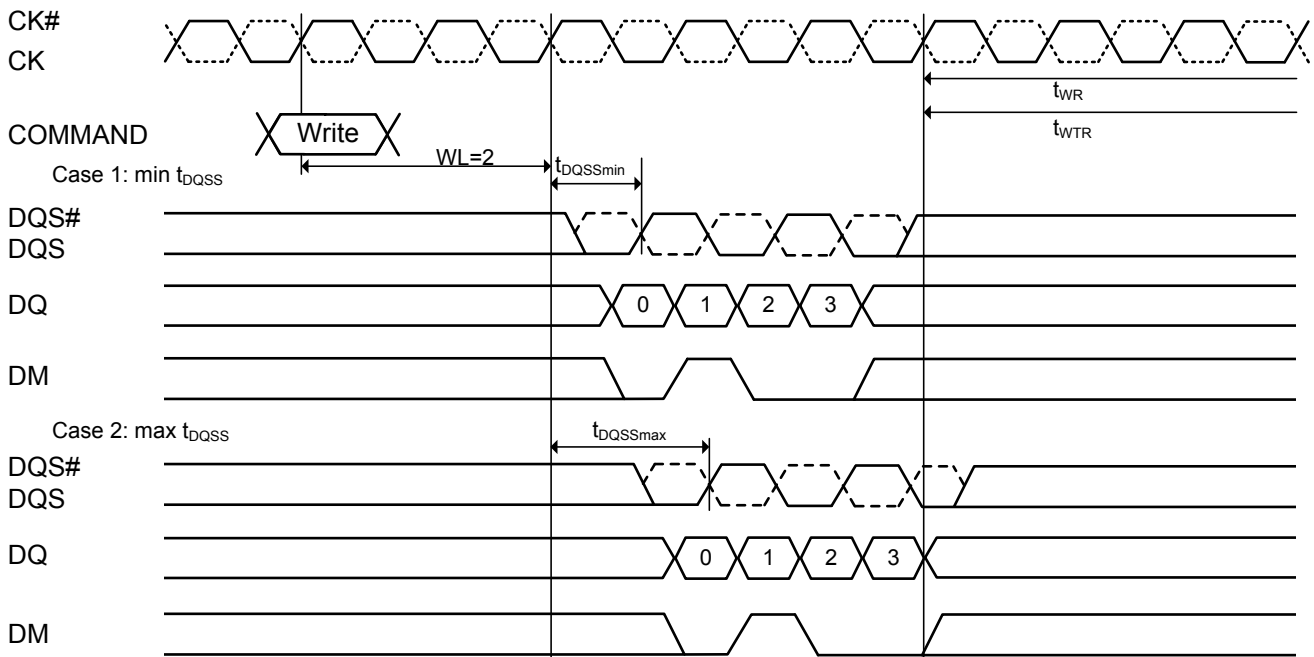 CK#
CK
tWR
tWTR
COMMAND
Write
WL=2
tDQSSmin
Case 1: min tDQSS
DQS#
DQS
DQ
0 1 2 3
DM
Case 2: max tDQSS
tDQSSmax
DQS#
DQS
DQ
0 1 2 3
DM